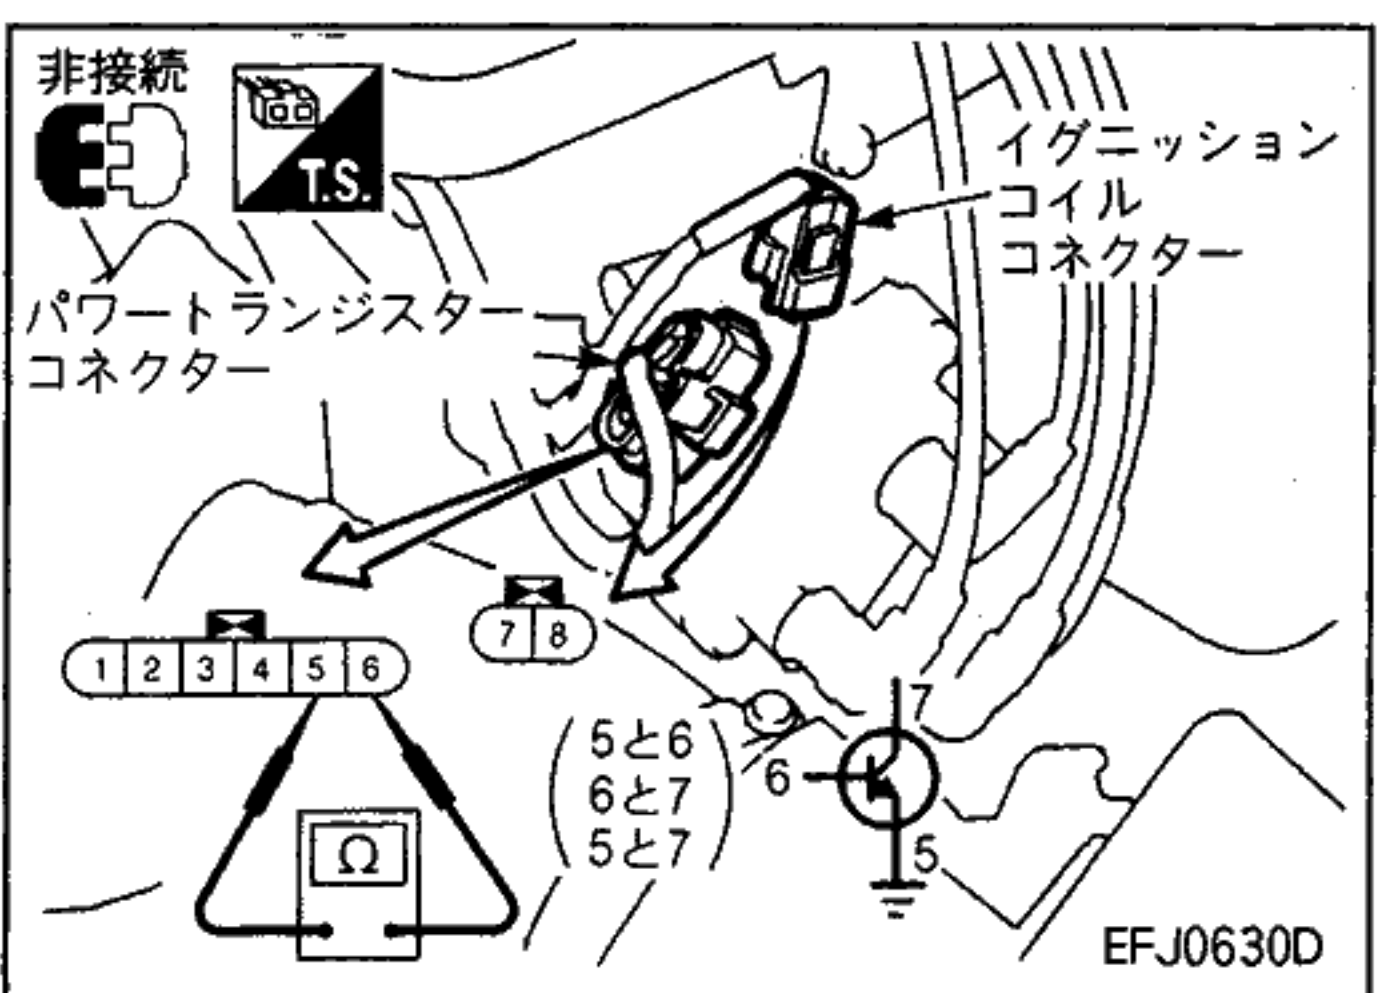 非接続
T.S.
イグニッション
コイル
コネクター
パワートランジスター
コネクター
7 8
1 2 3 4 5 6
5と6
6と7
5と7
7
6
5
Ω
EFJ0630D